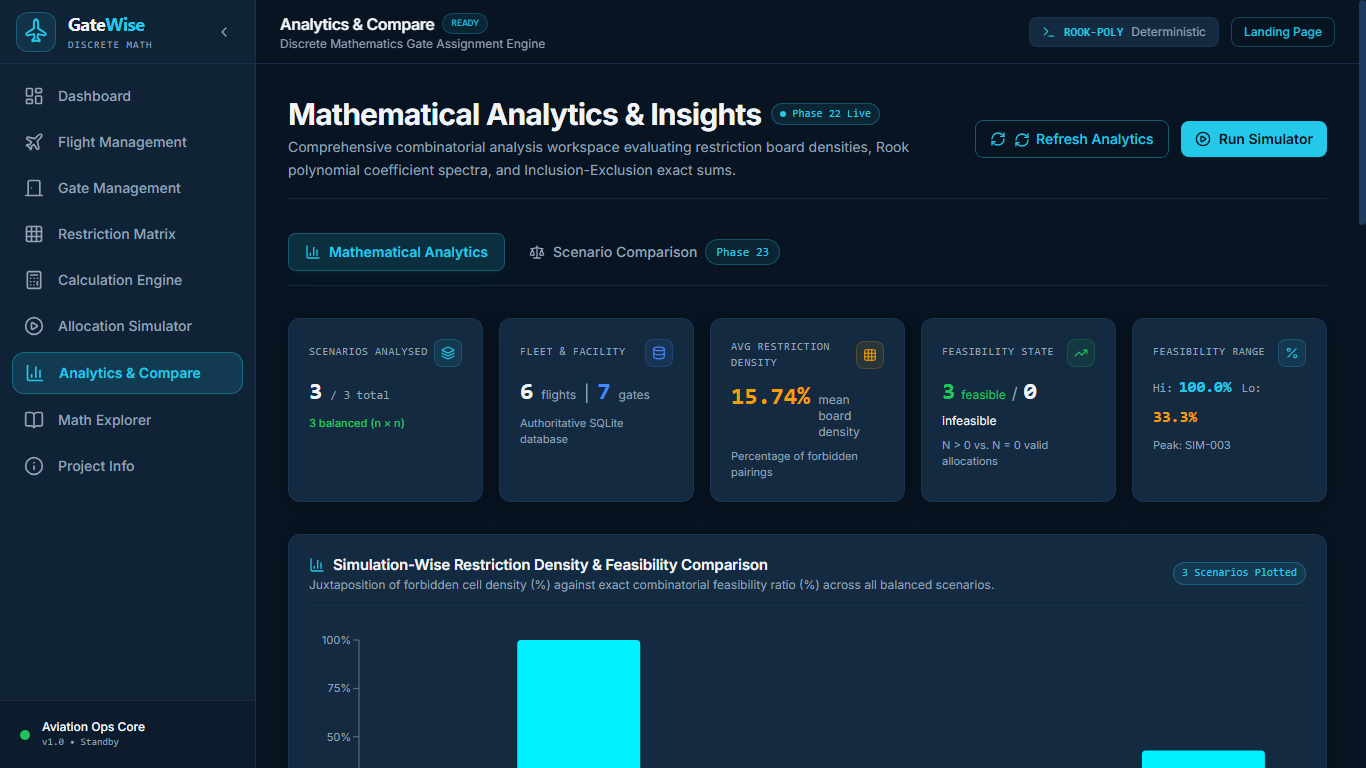 GateWise
DISCRETE MATH
Dashboard
Flight Management
Gate Management
Restriction Matrix
Calculation Engine
Allocation Simulator
Analytics & Compare
Math Explorer
Project Info
Aviation Ops Core
v1.0 • Standby
Analytics & Compare READY
Discrete Mathematics Gate Assignment Engine
ROOK-POLY Deterministic
Landing Page
Mathematical Analytics & Insights
Phase 22 Live
Comprehensive combinatorial analysis workspace evaluating restriction board densities, Rook
polynomial coefficient spectra, and Inclusion-Exclusion exact sums.
Refresh Analytics
Run Simulator
Mathematical Analytics
Scenario Comparison Phase 23
SCENARIOS ANALYSED
3 / 3 total
3 balanced (n × n)
FLEET & FACILITY
6 flights | 7 gates
Authoritative SQLite
database
AVG RESTRICTION
DENSITY
15.74% mean
board
density
Percentage of forbidden
pairings
FEASIBILITY STATE
3 feasible / 0
infeasible
N > 0 vs. N = 0 valid
allocations
FEASIBILITY RANGE
Hi: 100.0% Lo:
33.3%
Peak: SIM-003
Simulation-Wise Restriction Density & Feasibility Comparison
Juxtaposition of forbidden cell density (%) against exact combinatorial feasibility ratio (%) across all balanced scenarios.
3 Scenarios Plotted
100%
75%
50%